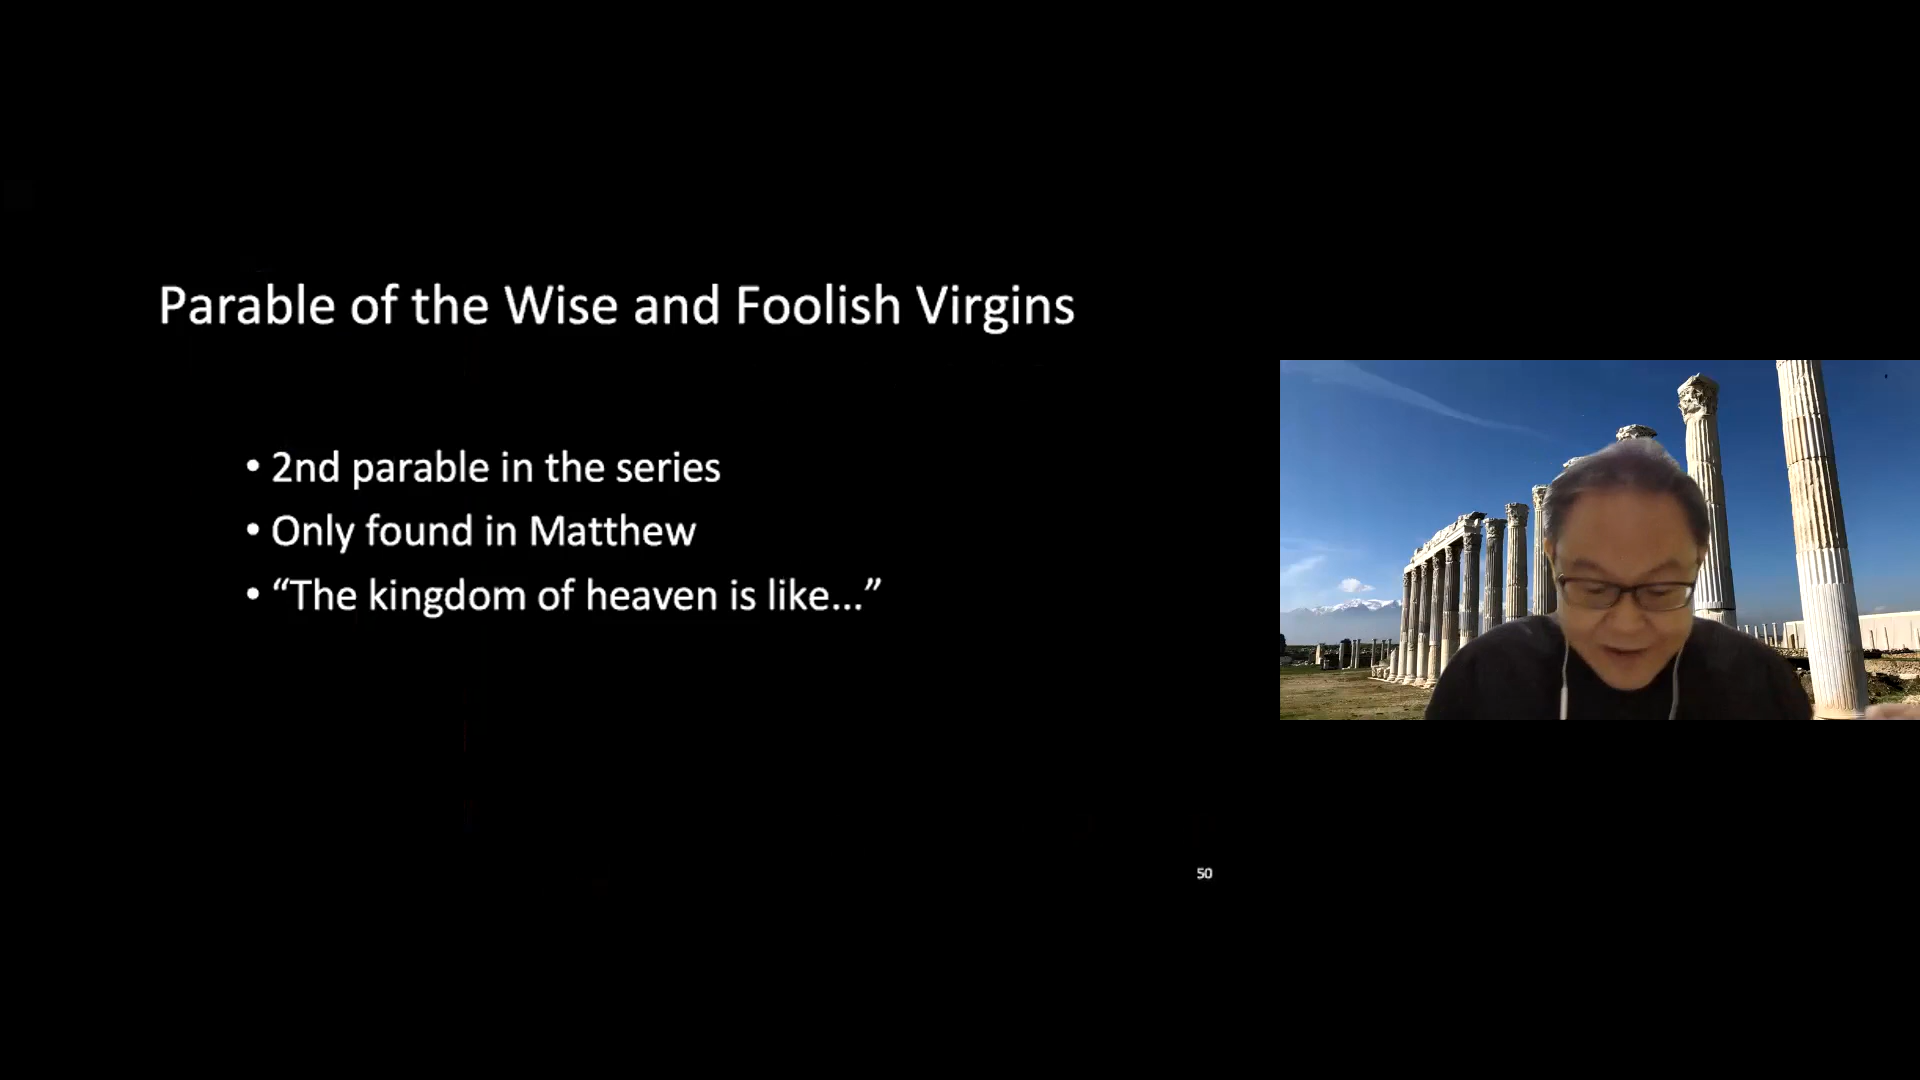 Parable of the Wise and Foolish Virgins
• 2nd parable in the series
• Only found in Matthew
• “The kingdom of heaven is like...”
50